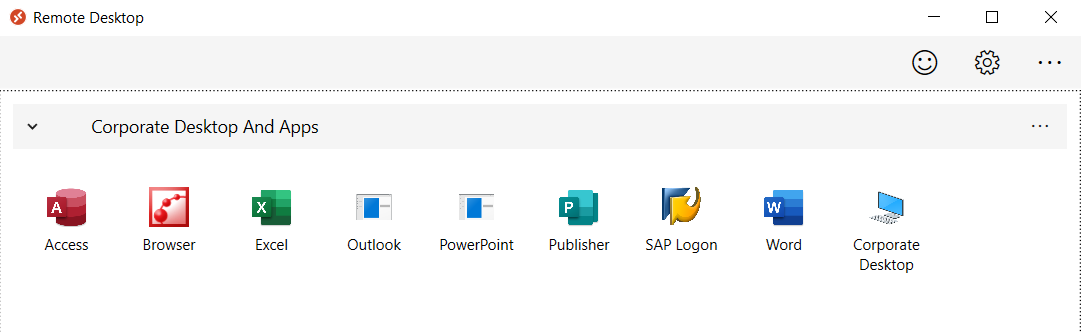 Remote Desktop
Corporate Desktop And Apps
A
Access
Browser
X
Excel
Outlook
PowerPoint
P
Publisher
SAP Logon
W
Word
Corporate
Desktop